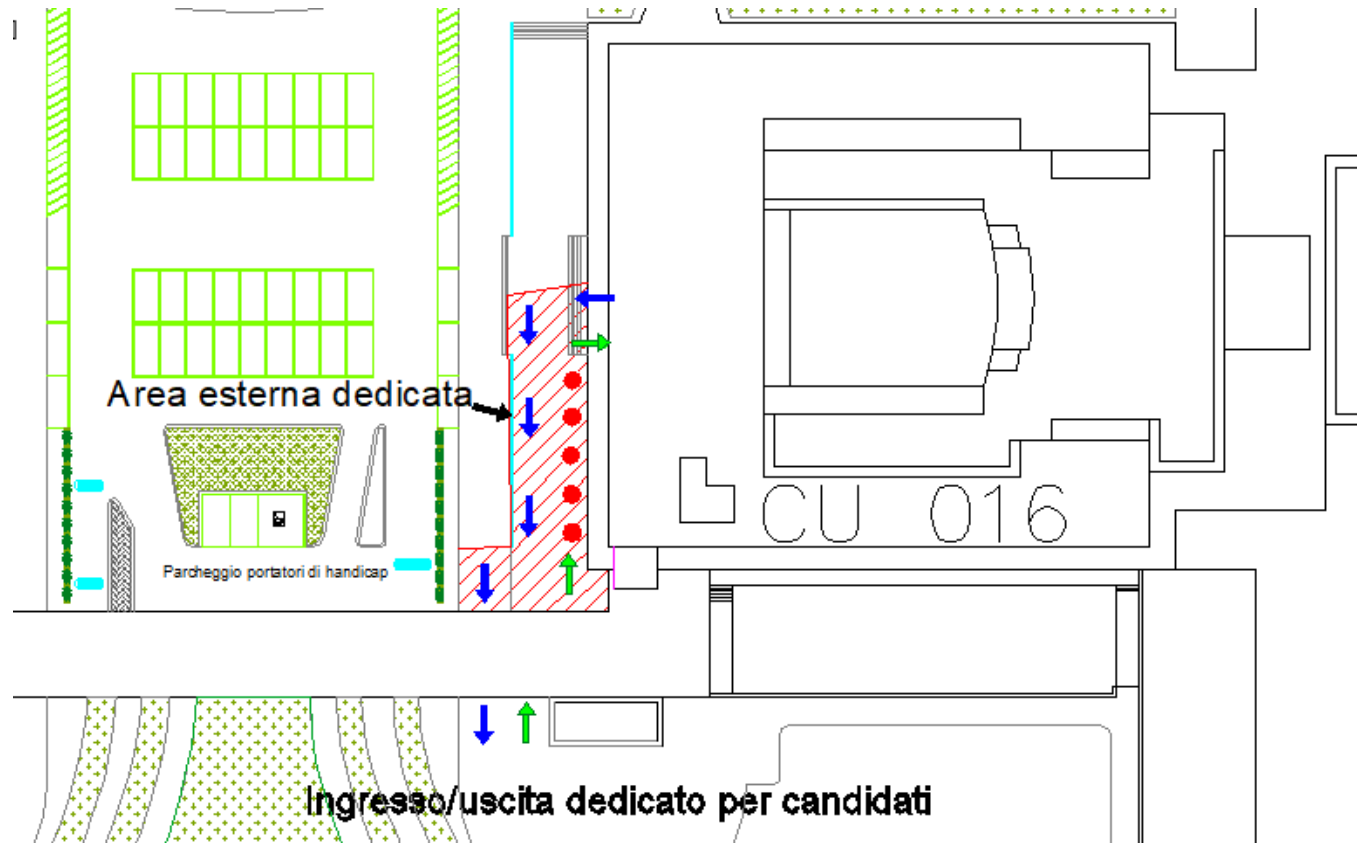 Area esterna dedicata
CU 016
Parcheggio portatori di handicap
Ingresso/uscita dedicato per candidati